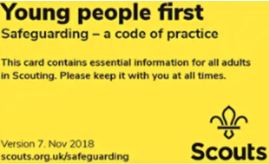 Young people first
Safeguarding – a code of practice
This card contains essential information for all adults
in Scouting. Please keep it with you at all times.
Version 7. Nov 2018
scouts.org.uk/safeguarding
Scouts